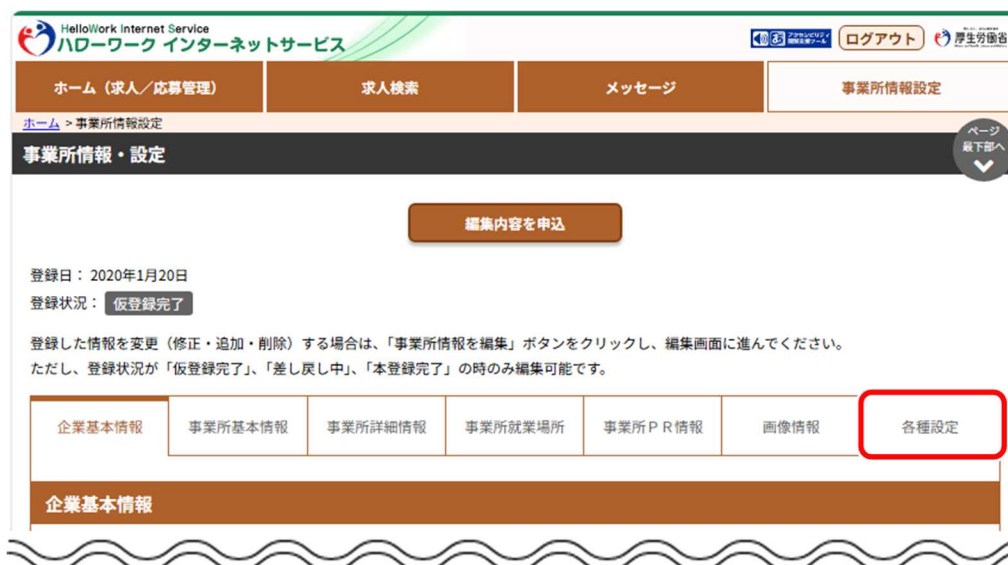 HelloWork Internet Service
ハローワーク インターネットサービス
ログアウト
厚生労働省
ホーム（求人／応募管理）
求人検索
メッセージ
事業所情報設定
ホーム > 事業所情報設定
ページ
最下部へ
事業所情報・設定
編集内容を申込
登録日： 2020年1月20日
登録状況： 仮登録完了
登録した情報を変更（修正・追加・削除）する場合は、「事業所情報を編集」ボタンをクリックし、編集画面に進んでください。
ただし、登録状況が「仮登録完了」、「差し戻し中」、「本登録完了」の時のみ編集可能です。
企業基本情報
事業所基本情報
事業所詳細情報
事業所就業場所
事業所ＰＲ情報
画像情報
各種設定
企業基本情報